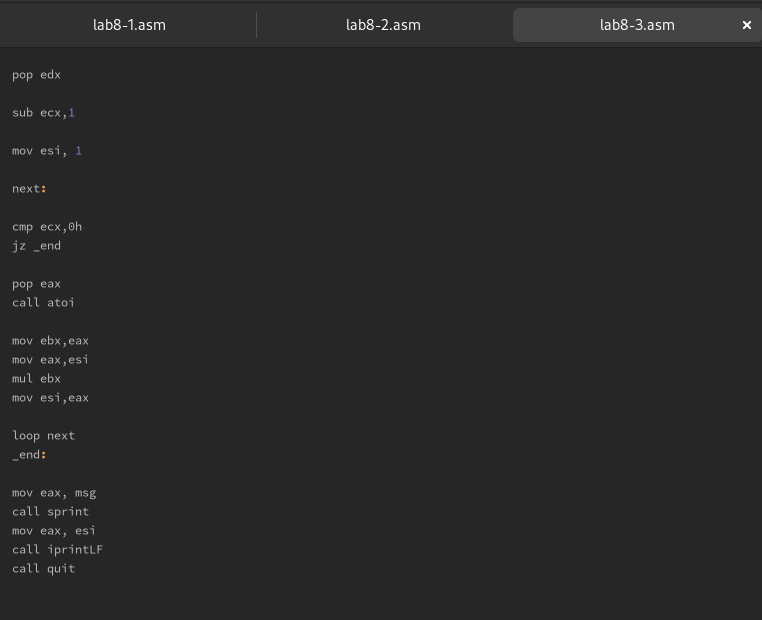 lab8-1.asm lab8-2.asm lab8-3.asm ×
pop edx
sub ecx,1
mov esi, 1
next:
cmp ecx,0h
jz _end
pop eax
call atoi
mov ebx,eax
mov eax,esi
mul ebx
mov esi,eax
loop next
_end:
mov eax, msg
call sprint
mov eax, esi
call iprintLF
call quit